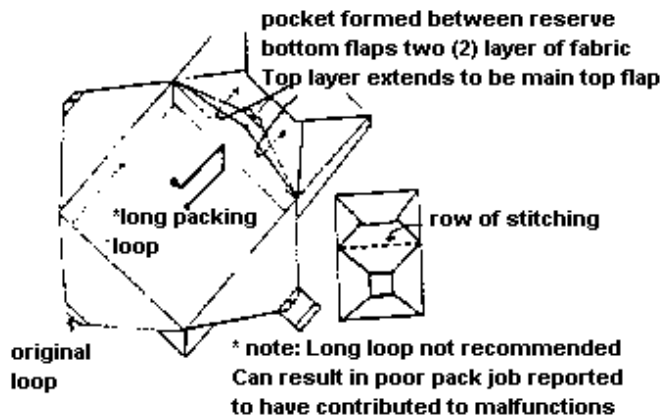 pocket formed between reserve
bottom flaps two (2) layer of fabric
Top layer extends to be main top flap
*long packing
loop
row of stitching
original
loop
* note: Long loop not recommended
Can result in poor pack job reported
to have contributed to malfunctions